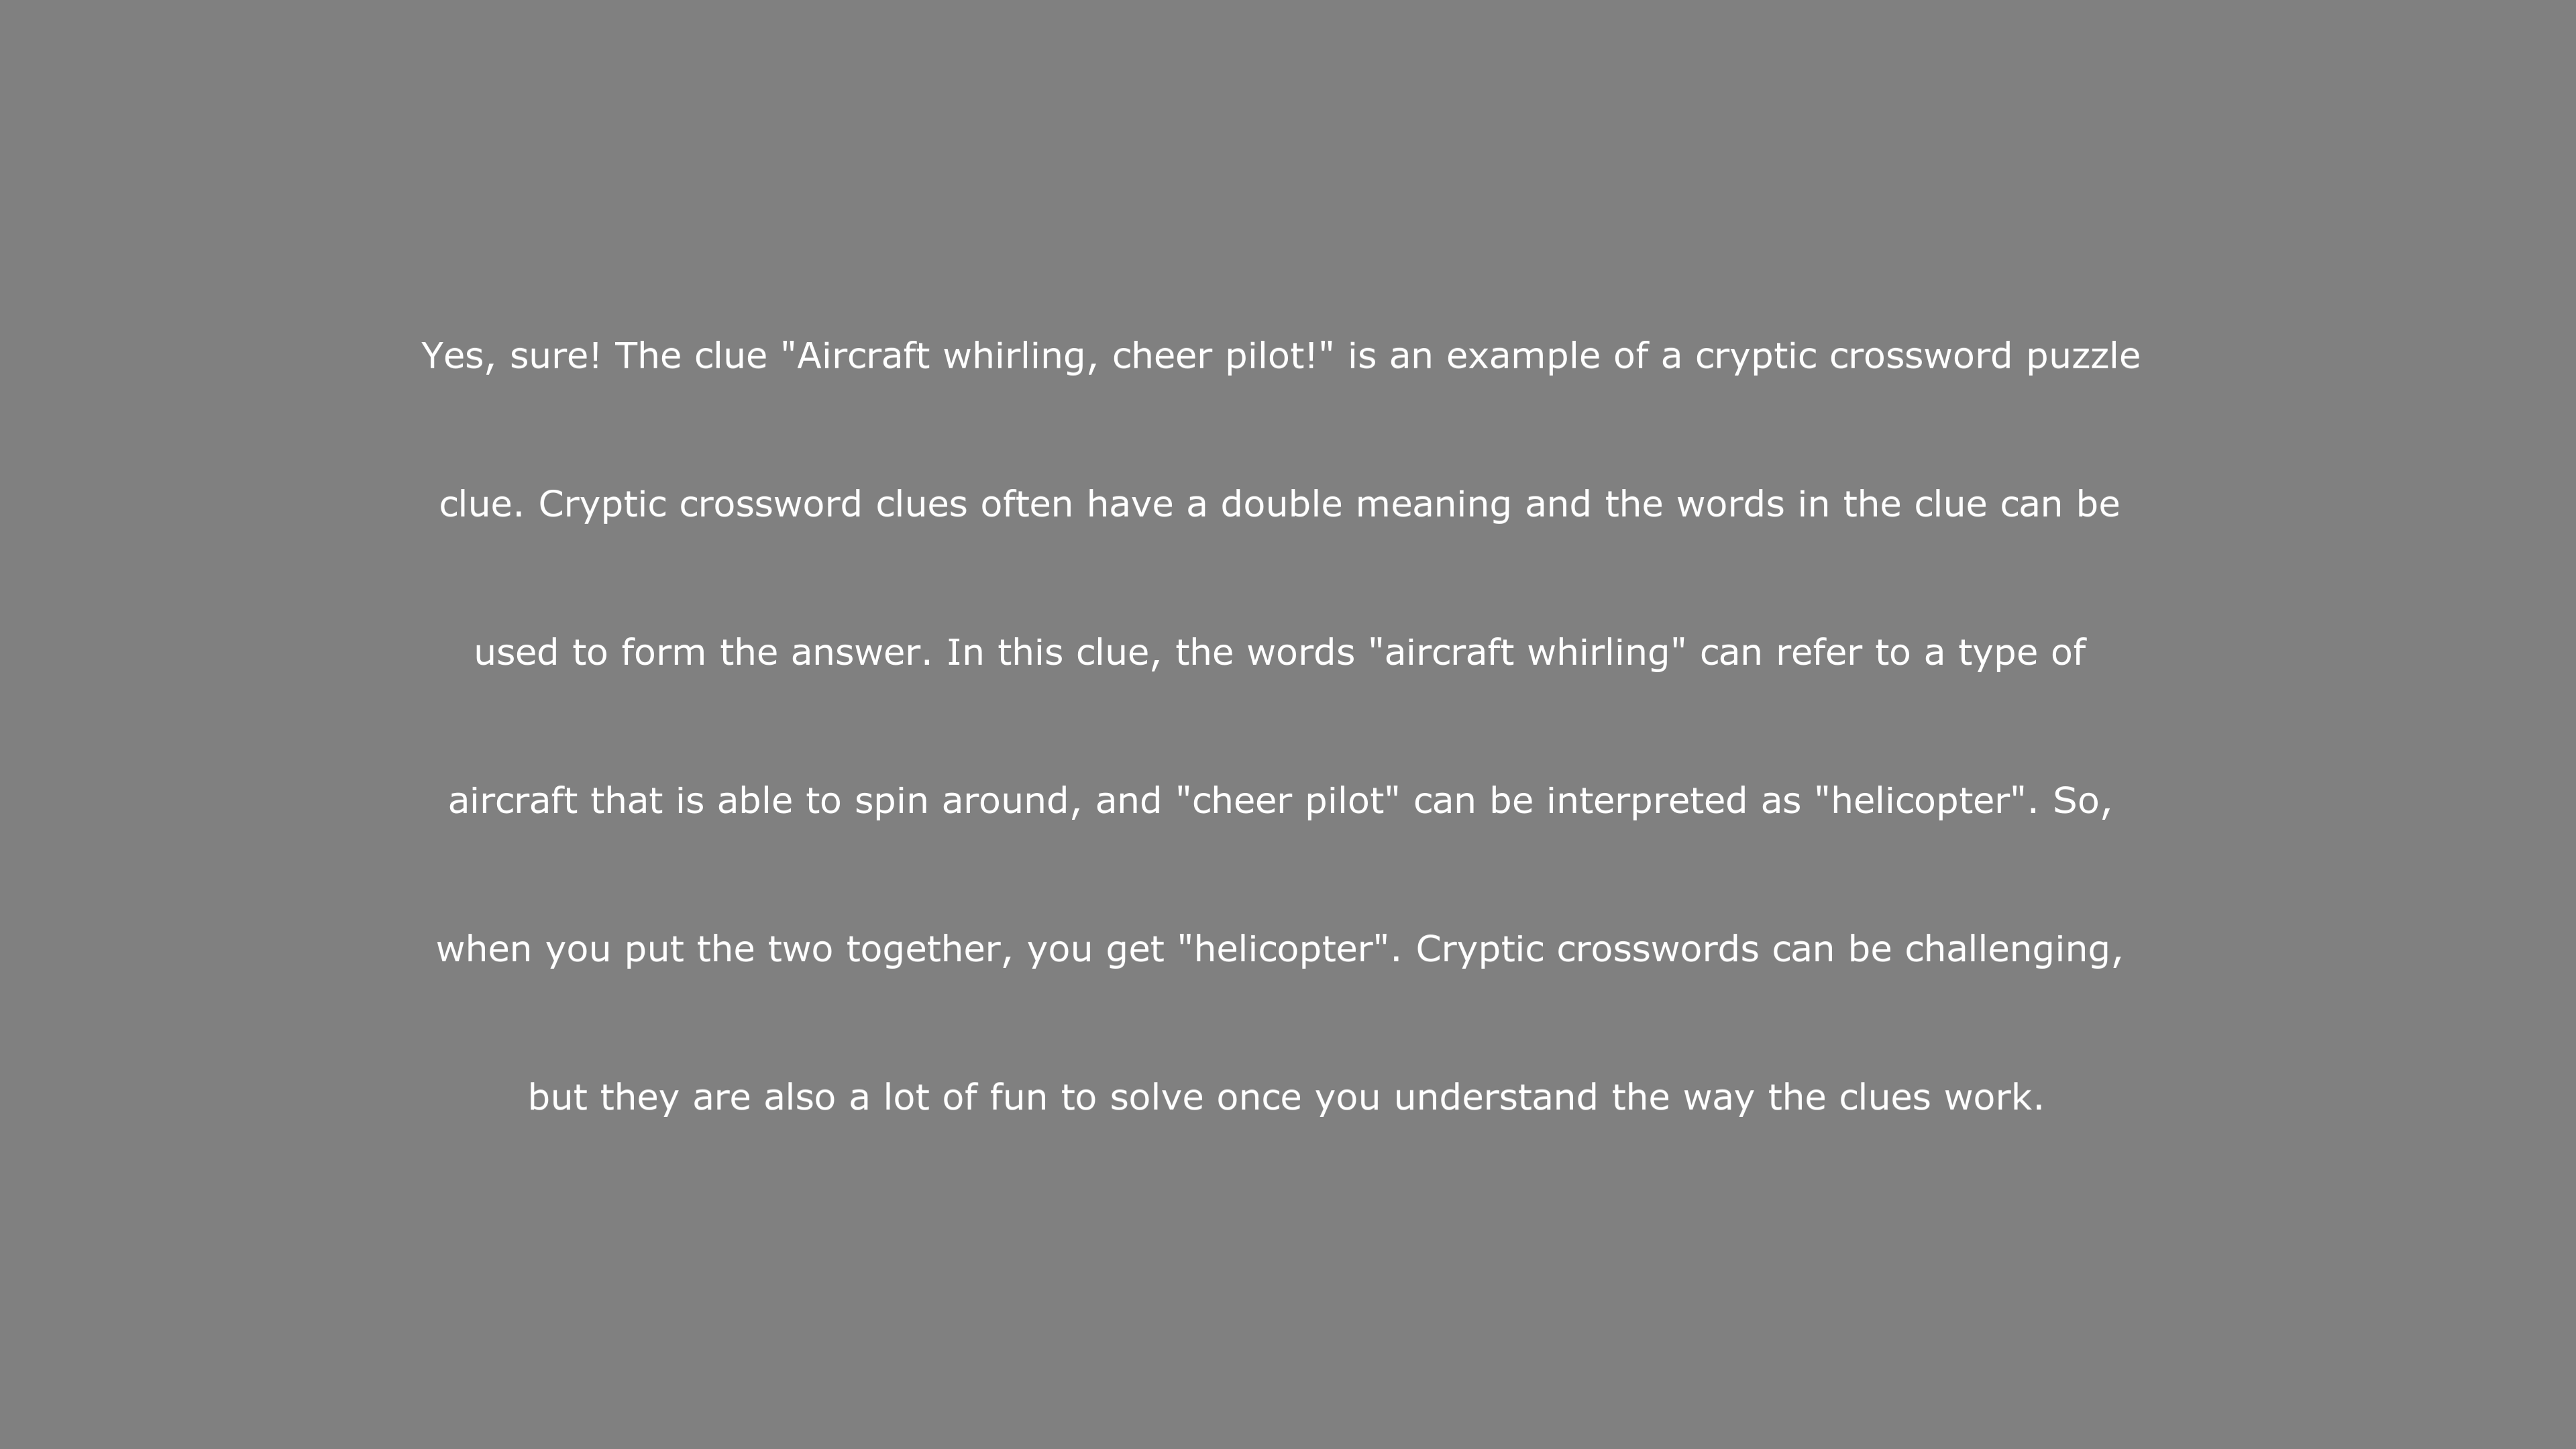 Yes, sure! The clue "Aircraft whirling, cheer pilot!" is an example of a cryptic crossword puzzle
clue. Cryptic crossword clues often have a double meaning and the words in the clue can be
used to form the answer. In this clue, the words "aircraft whirling" can refer to a type of
aircraft that is able to spin around, and "cheer pilot" can be interpreted as "helicopter". So,
when you put the two together, you get "helicopter". Cryptic crosswords can be challenging,
but they are also a lot of fun to solve once you understand the way the clues work.